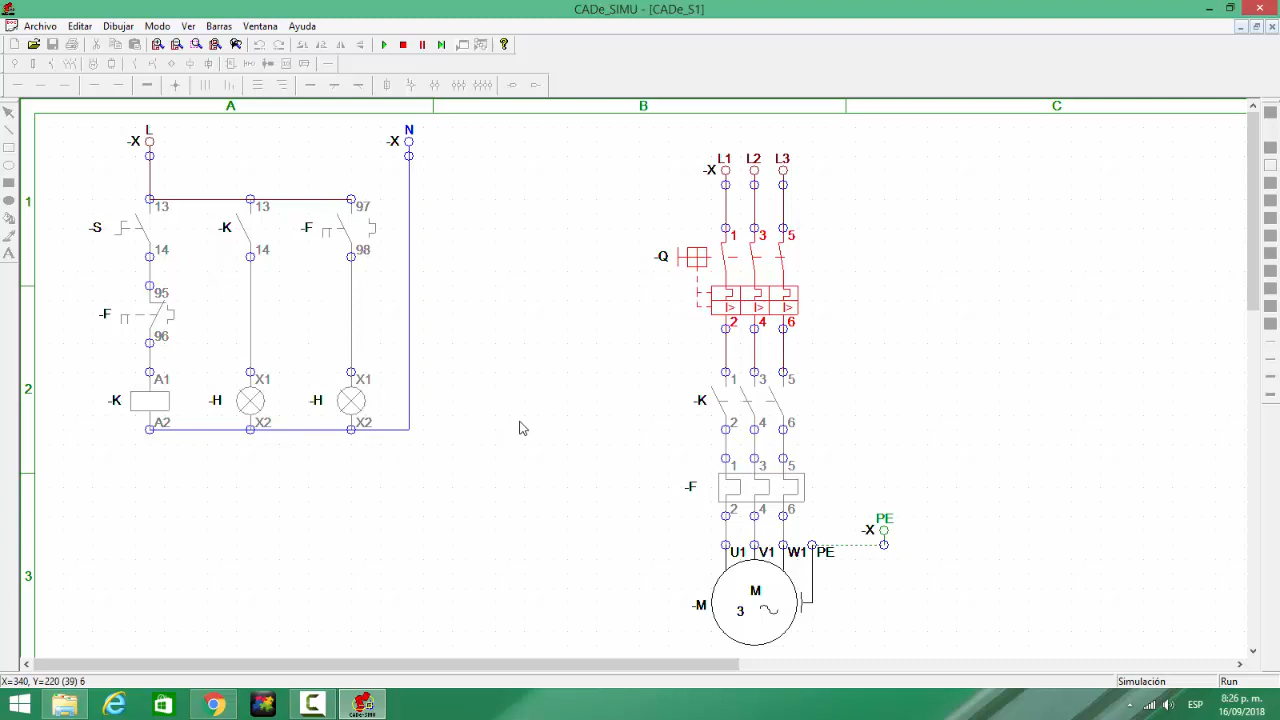 CADe_SIMU - [CADe_S1]
Archivo Editar Dibujar Modo Ver Barras Ventana Ayuda
A B C
L N
-X -X
L1 L2 L3
-X
1
13 13 97
-S -K -F
14 14 98
1 3 5
-Q
95
-F
96
I> I> I>
2 4 6
2
A1 X1 X1
-K -H -H
A2 X2 X2
1 3 5
-K
2 4 6
1 3 5
-F
2 4 6
PE
-X
U1 V1 W1 PE
3
M
-M 3
X=340, Y=220 (39) 6 Simulación Run
ESP
8:26 p. m.
16/09/2018